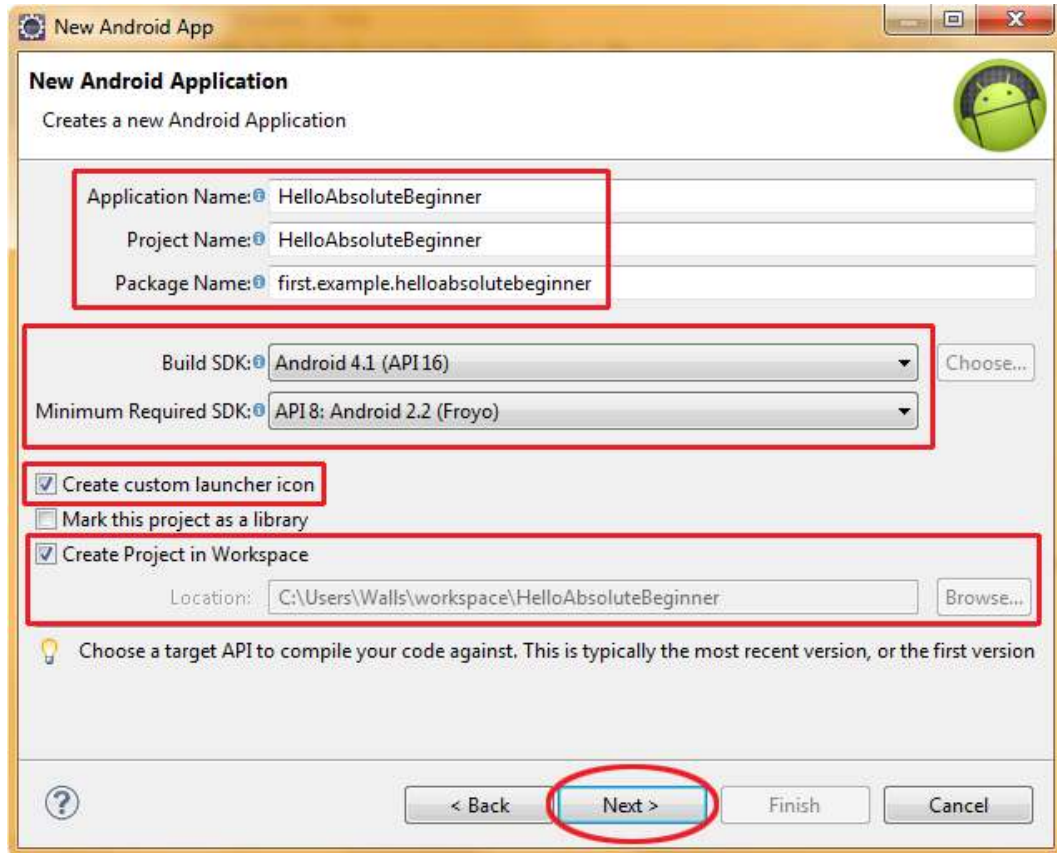 New Android App
New Android Application
Creates a new Android Application
Application Name: HelloAbsoluteBeginner
Project Name: HelloAbsoluteBeginner
Package Name: first.example.helloabsolutebeginner
Build SDK: Android 4.1 (API 16) Choose...
Minimum Required SDK: API 8: Android 2.2 (Froyo)
Create custom launcher icon
Mark this project as a library
Create Project in Workspace
Location: C:\Users\Walls\workspace\HelloAbsoluteBeginner Browse...
Choose a target API to compile your code against. This is typically the most recent version, or the first version
? < Back Next > Finish Cancel